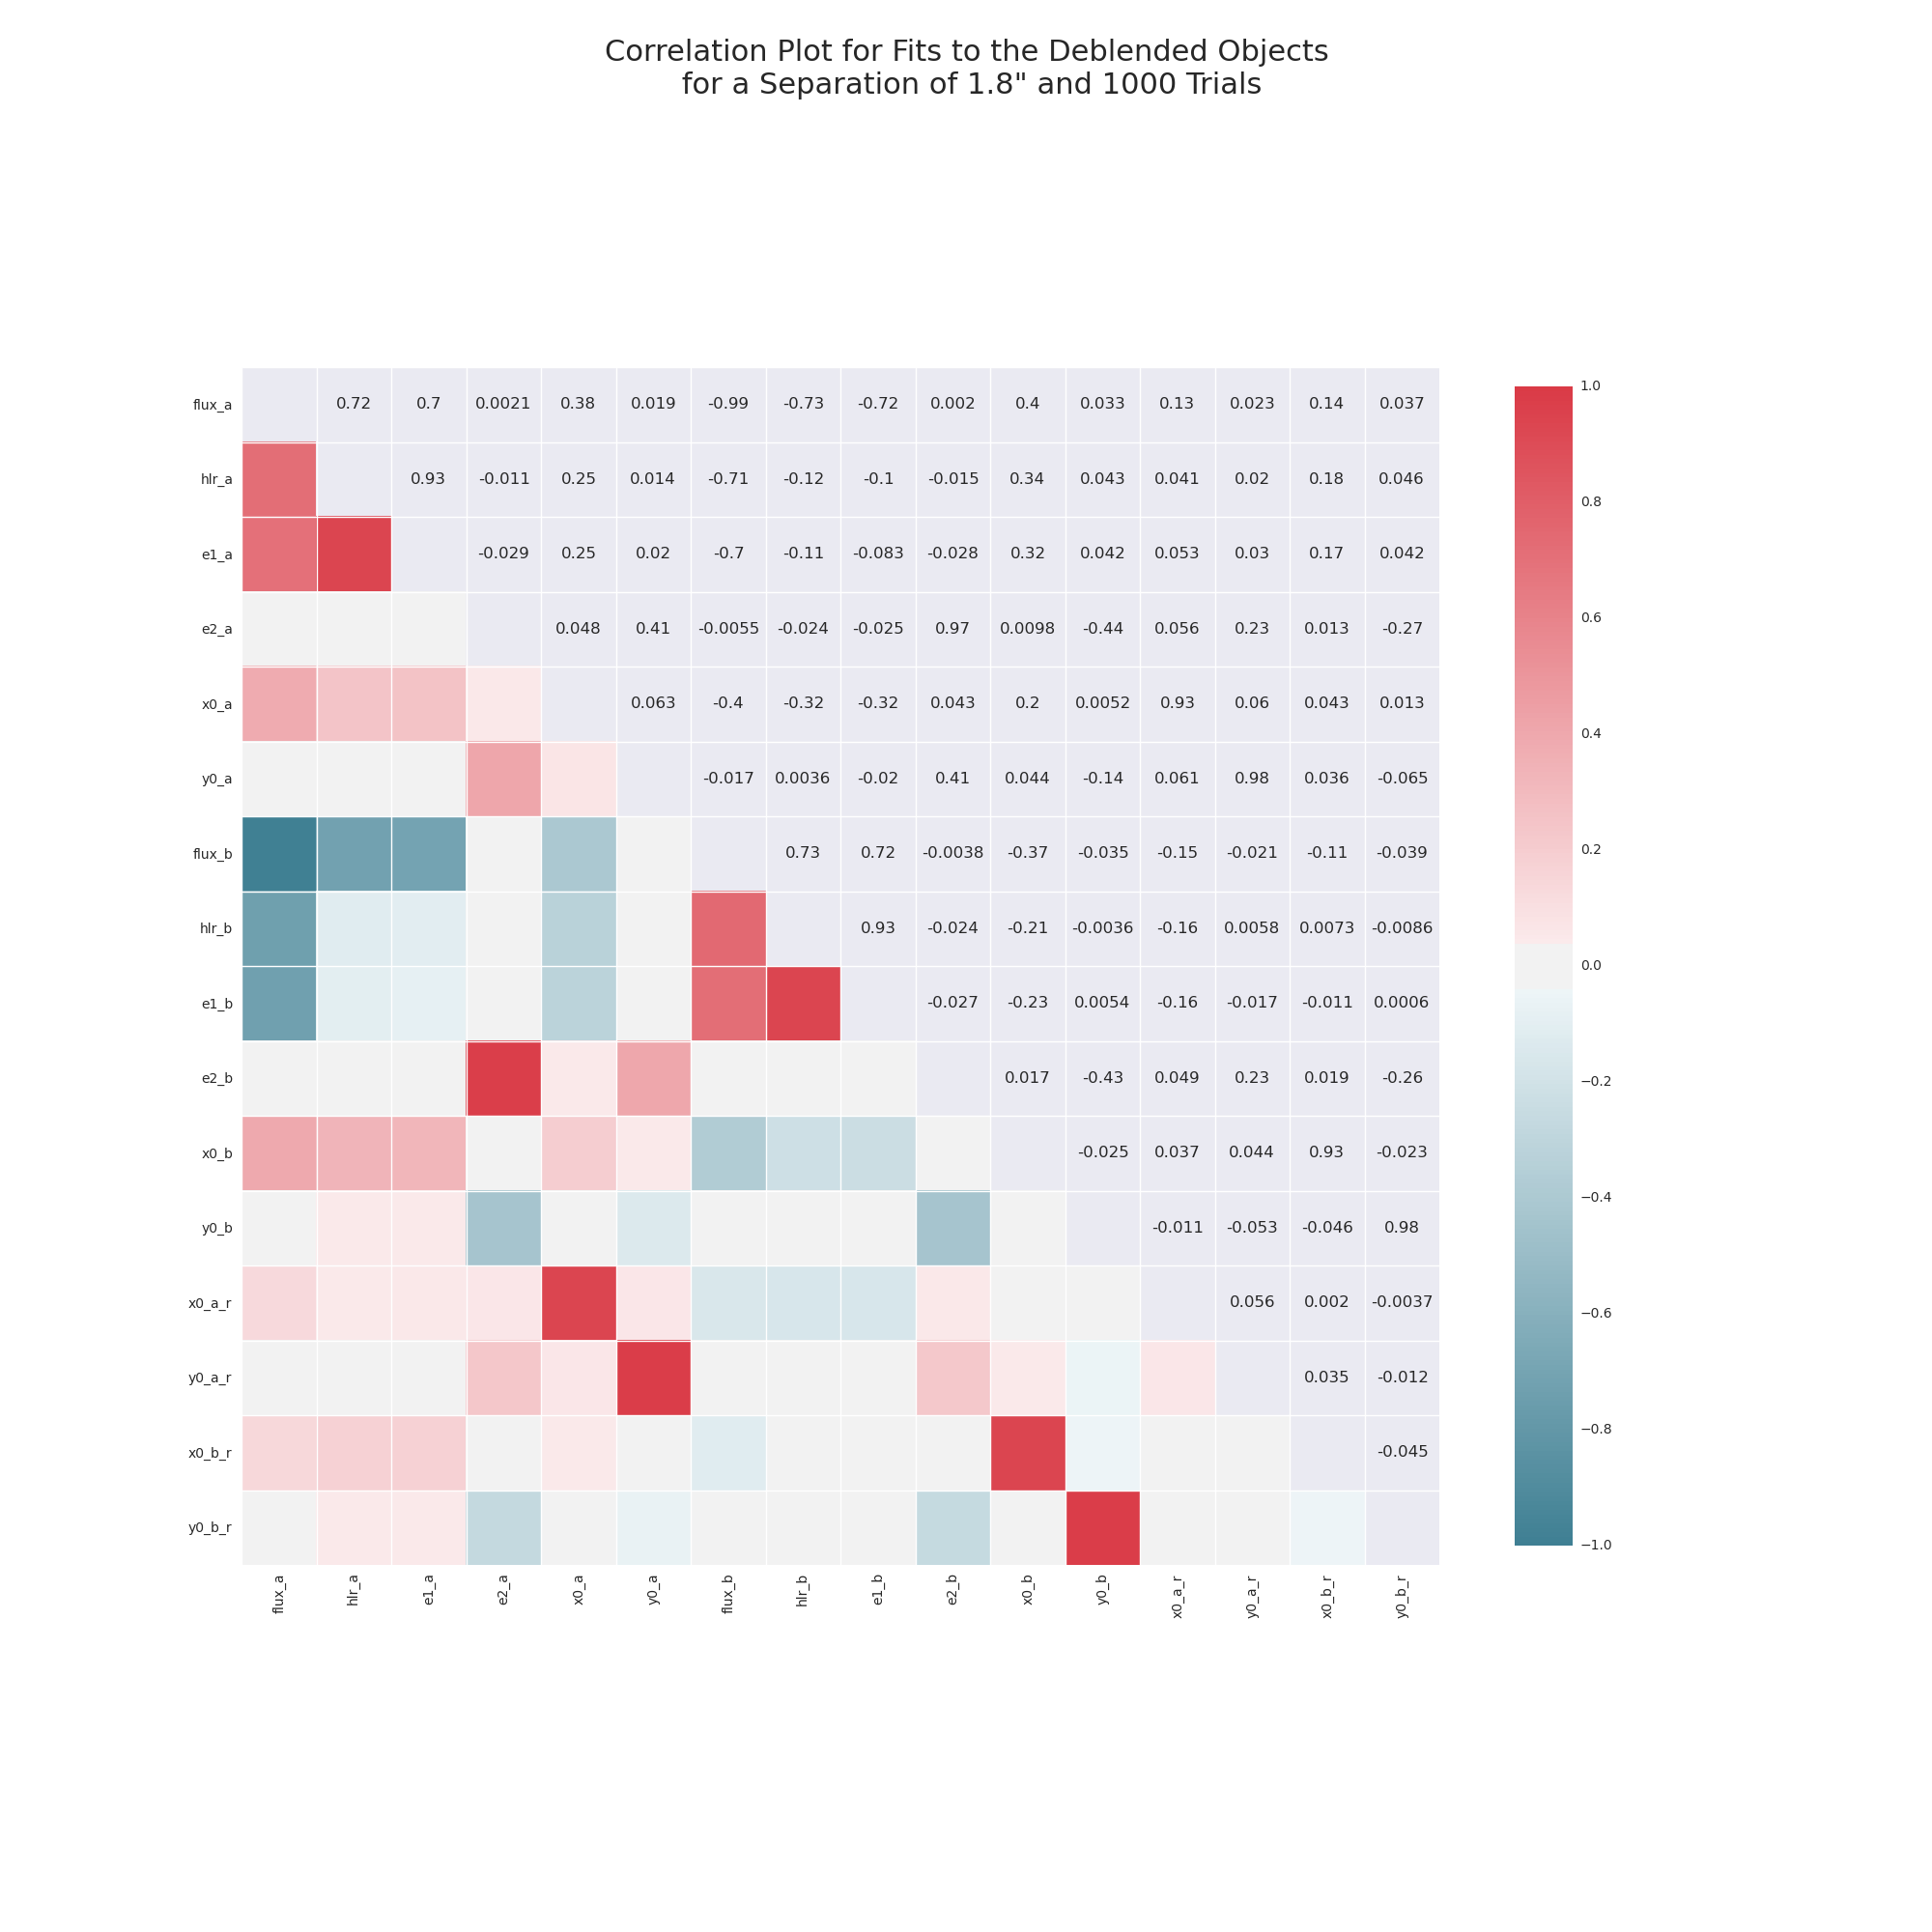 Correlation Plot for Fits to the Deblended Objects
for a Separation of 1.8" and 1000 Trials
flux_a 0.72 0.7 0.0021 0.38 0.019 -0.99 -0.73 -0.72 0.002 0.4 0.033 0.13 0.023 0.14 0.037
hlr_a 0.93 -0.011 0.25 0.014 -0.71 -0.12 -0.1 -0.015 0.34 0.043 0.041 0.02 0.18 0.046
e1_a -0.029 0.25 0.02 -0.7 -0.11 -0.083 -0.028 0.32 0.042 0.053 0.03 0.17 0.042
e2_a 0.048 0.41 -0.0055 -0.024 -0.025 0.97 0.0098 -0.44 0.056 0.23 0.013 -0.27
x0_a 0.063 -0.4 -0.32 -0.32 0.043 0.2 0.0052 0.93 0.06 0.043 0.013
y0_a -0.017 0.0036 -0.02 0.41 0.044 -0.14 0.061 0.98 0.036 -0.065
flux_b 0.73 0.72 -0.0038 -0.37 -0.035 -0.15 -0.021 -0.11 -0.039
hlr_b 0.93 -0.024 -0.21 -0.0036 -0.16 0.0058 0.0073 -0.0086
e1_b -0.027 -0.23 0.0054 -0.16 -0.017 -0.011 0.0006
e2_b 0.017 -0.43 0.049 0.23 0.019 -0.26
x0_b -0.025 0.037 0.044 0.93 -0.023
y0_b -0.011 -0.053 -0.046 0.98
x0_a_r 0.056 0.002 -0.0037
y0_a_r 0.035 -0.012
x0_b_r -0.045
y0_b_r
flux_a hlr_a e1_a e2_a x0_a y0_a flux_b hlr_b e1_b e2_b x0_b y0_b x0_a_r y0_a_r x0_b_r y0_b_r
1.0
0.8
0.6
0.4
0.2
0.0
−0.2
−0.4
−0.6
−0.8
−1.0